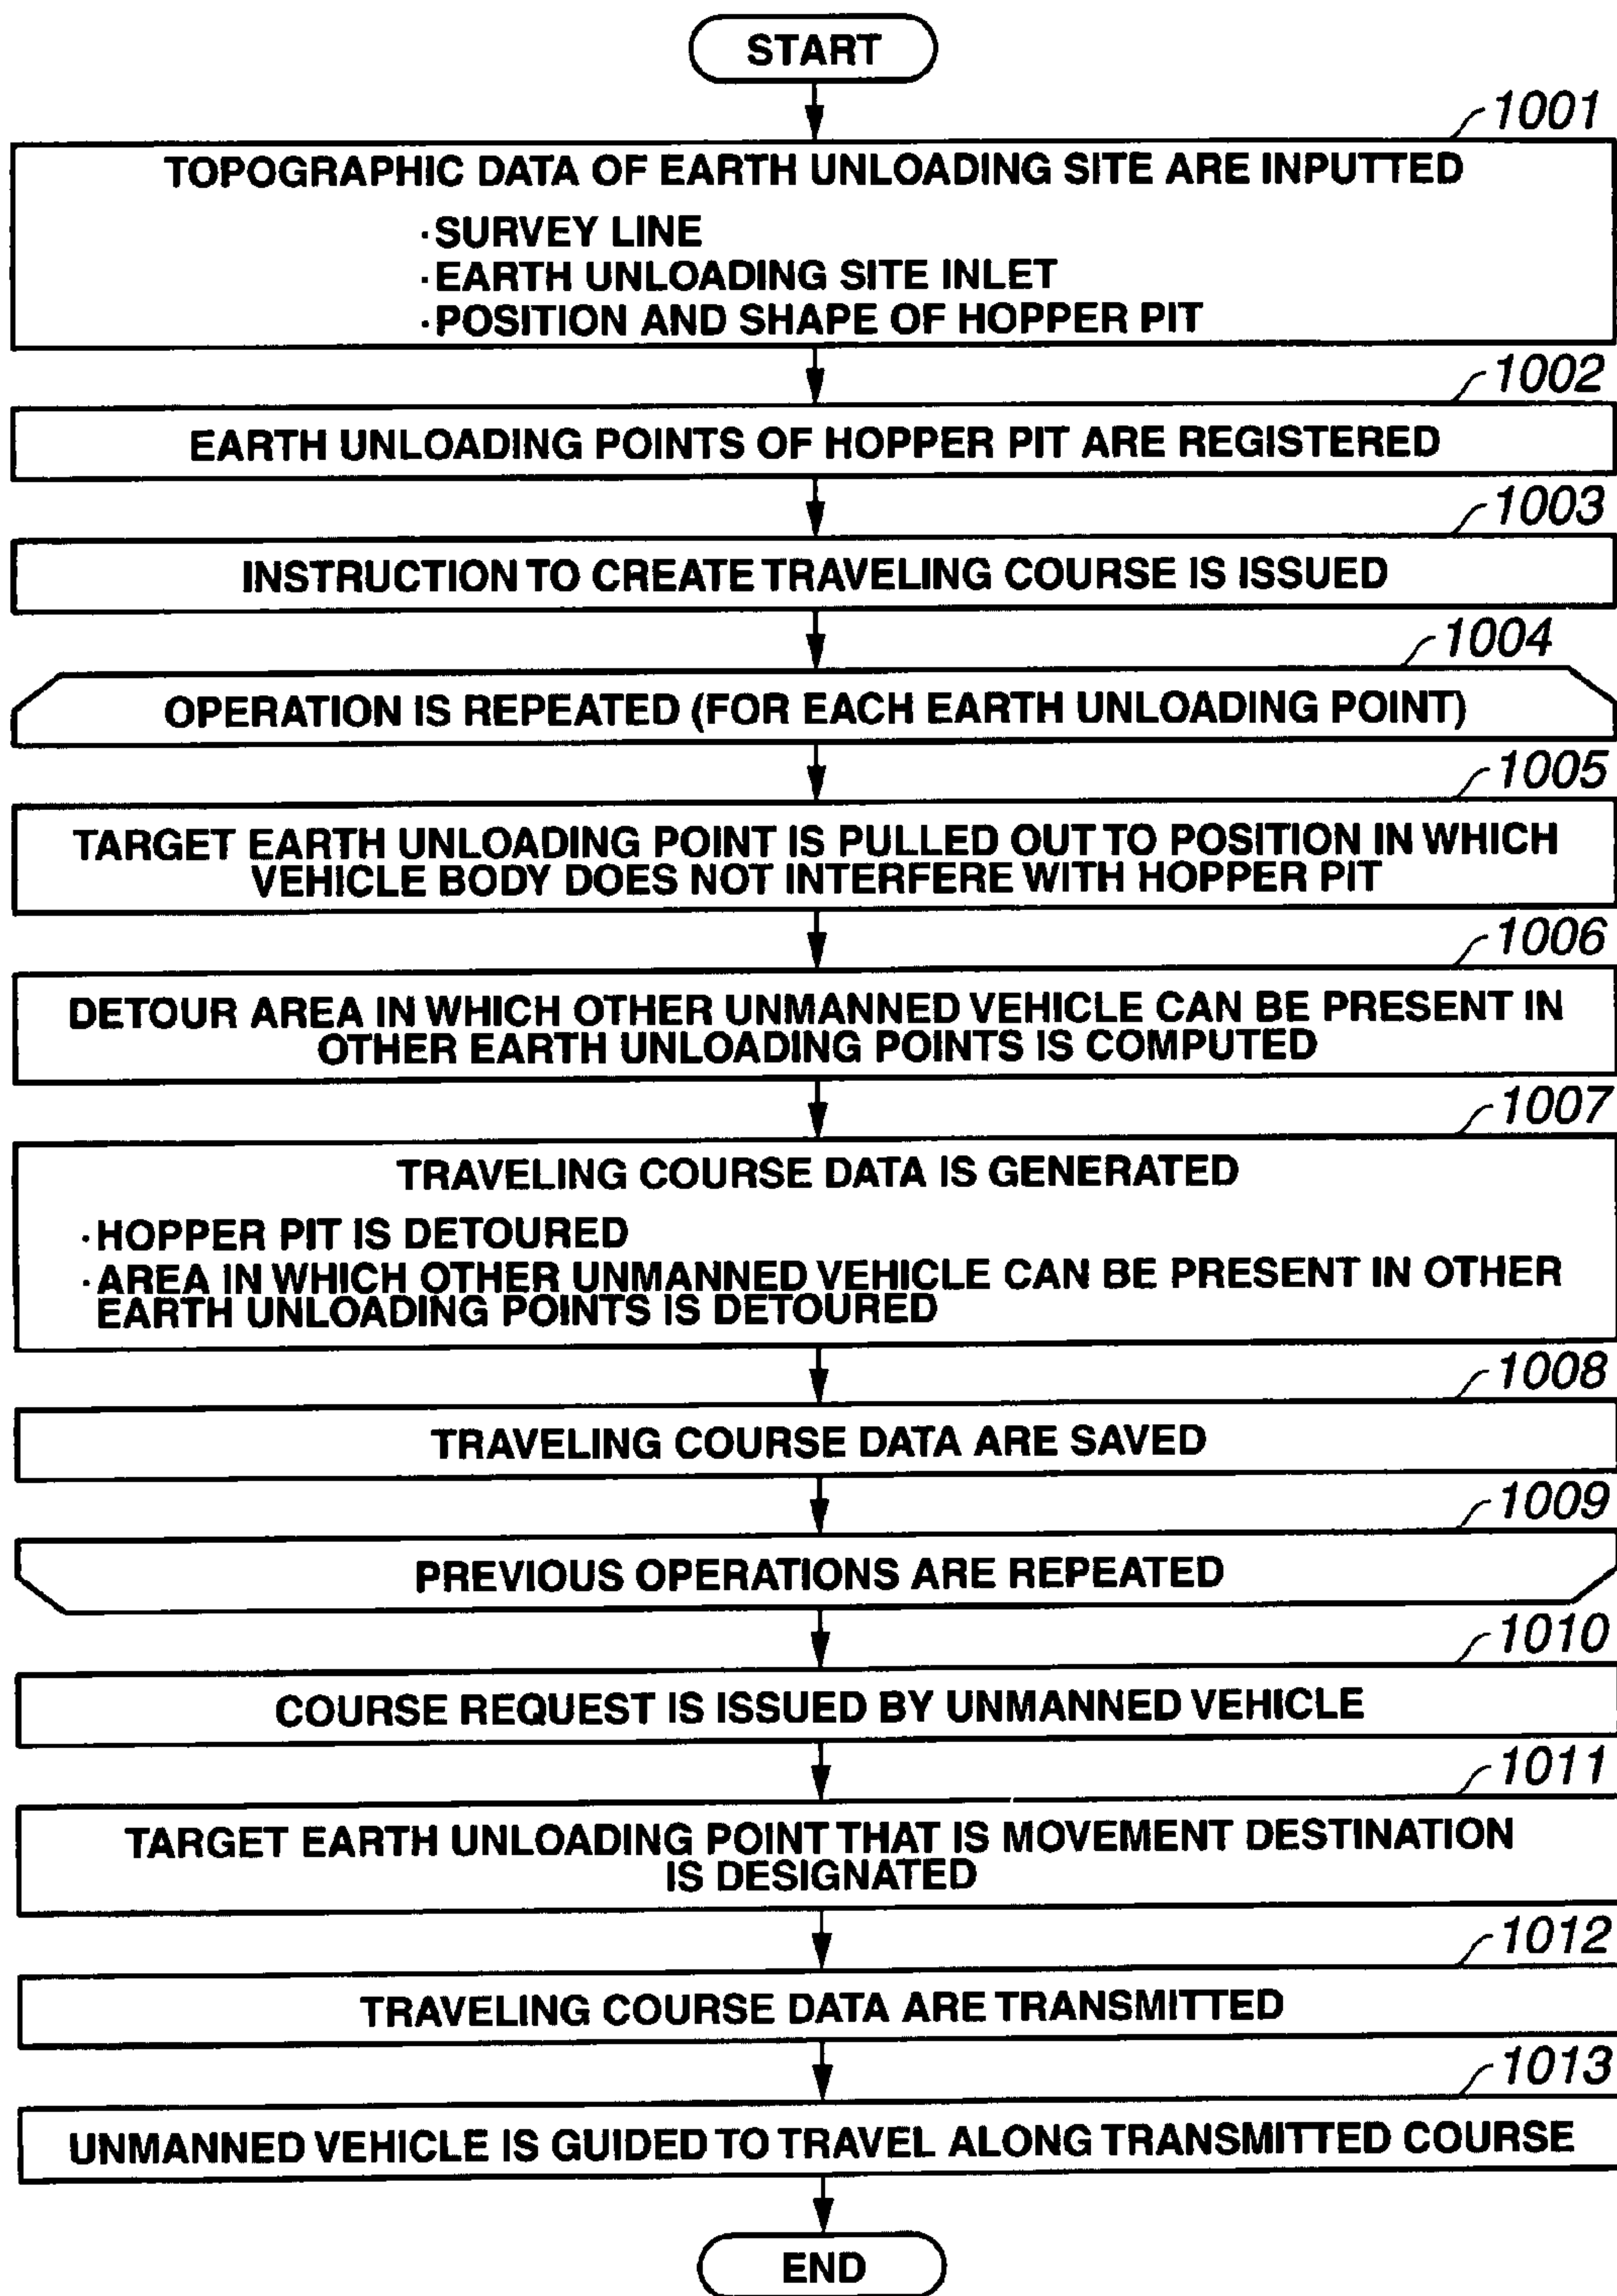 START
1001
TOPOGRAPHIC DATA OF EARTH UNLOADING SITE ARE INPUTTED
·SURVEY LINE
·EARTH UNLOADING SITE INLET
·POSITION AND SHAPE OF HOPPER PIT
1002
EARTH UNLOADING POINTS OF HOPPER PIT ARE REGISTERED
1003
INSTRUCTION TO CREATE TRAVELING COURSE IS ISSUED
1004
OPERATION IS REPEATED (FOR EACH EARTH UNLOADING POINT)
1005
TARGET EARTH UNLOADING POINT IS PULLED OUT TO POSITION IN WHICH
VEHICLE BODY DOES NOT INTERFERE WITH HOPPER PIT
1006
DETOUR AREA IN WHICH OTHER UNMANNED VEHICLE CAN BE PRESENT IN
OTHER EARTH UNLOADING POINTS IS COMPUTED
1007
TRAVELING COURSE DATA IS GENERATED
·HOPPER PIT IS DETOURED
·AREA IN WHICH OTHER UNMANNED VEHICLE CAN BE PRESENT IN OTHER
EARTH UNLOADING POINTS IS DETOURED
1008
TRAVELING COURSE DATA ARE SAVED
1009
PREVIOUS OPERATIONS ARE REPEATED
1010
COURSE REQUEST IS ISSUED BY UNMANNED VEHICLE
1011
TARGET EARTH UNLOADING POINT THAT IS MOVEMENT DESTINATION
IS DESIGNATED
1012
TRAVELING COURSE DATA ARE TRANSMITTED
1013
UNMANNED VEHICLE IS GUIDED TO TRAVEL ALONG TRANSMITTED COURSE
END